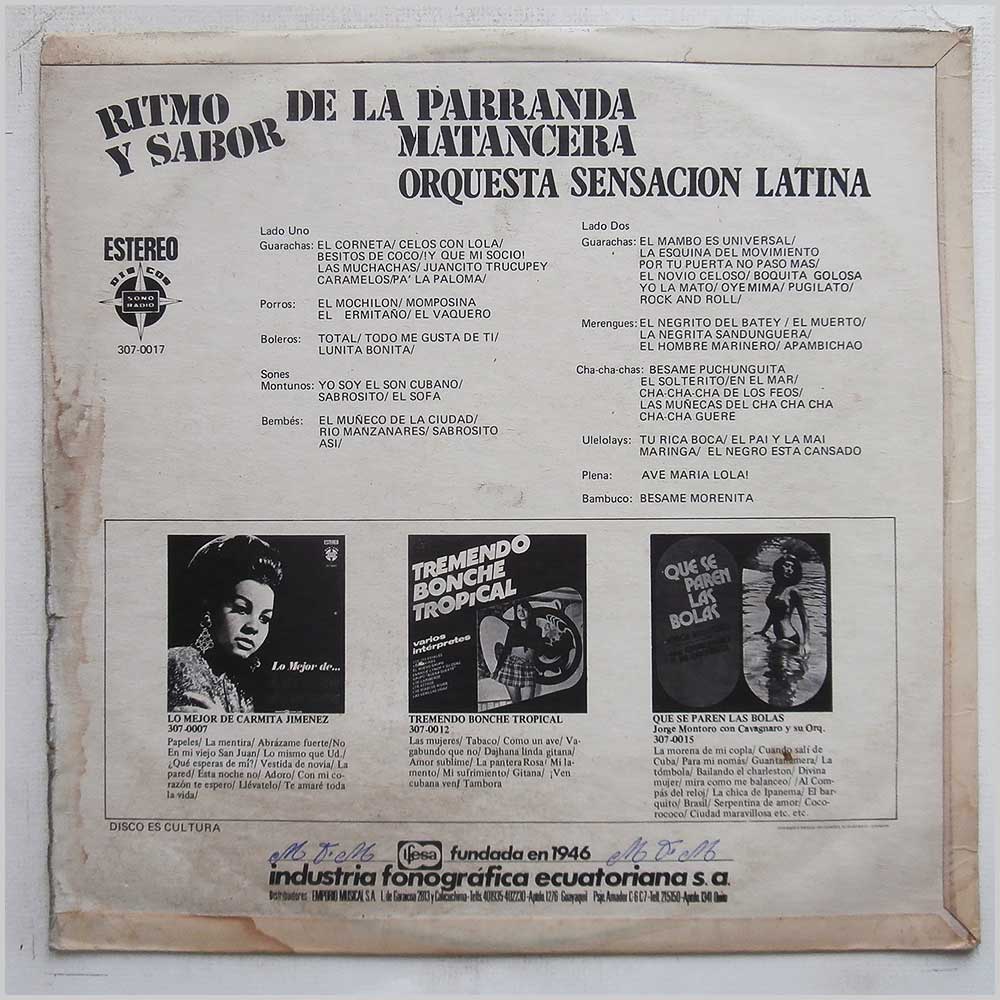 RITMO
Y SABOR
DE LA PARRANDA
MATANCERA
ORQUESTA SENSACION LATINA
ESTEREO
DISCOS
SONO
RADIO
307-0017
Lado Uno
Guarachas: EL CORNETA/ CELOS CON LOLA/
BESITOS DE COCO/!Y QUE MI SOCIO!
LAS MUCHACHAS/ JUANCITO TRUCUPEY
CARAMELOS/PA' LA PALOMA/
Porros: EL MOCHILON/ MOMPOSINA
EL ERMITAÑO/ EL VAQUERO
Boleros: TOTAL/ TODO ME GUSTA DE TI/
LUNITA BONITA/
Sones
Montunos: YO SOY EL SON CUBANO/
SABROSITO/ EL SOFA
Bembés: EL MUÑECO DE LA CIUDAD/
RIO MANZANARES/ SABROSITO
ASI/
Lado Dos
Guarachas: EL MAMBO ES UNIVERSAL/
LA ESQUINA DEL MOVIMIENTO
POR TU PUERTA NO PASO MAS/
EL NOVIO CELOSO/ BOQUITA GOLOSA
YO LA MATO/ OYE MIMA/ PUGILATO/
ROCK AND ROLL/
Merengues: EL NEGRITO DEL BATEY / EL MUERTO/
LA NEGRITA SANDUNGUERA/
EL HOMBRE MARINERO/ APAMBICHAO
Cha-cha-chas: BESAME PUCHUNGUITA
EL SOLTERITO/EN EL MAR/
CHA-CHA-CHA DE LOS FEOS/
LAS MUÑECAS DEL CHA CHA CHA
CHA-CHA GUERE
Ulelolays: TU RICA BOCA/ EL PAI Y LA MAI
MARINGA/ EL NEGRO ESTA CANSADO
Plena: AVE MARIA LOLA!
Bambuco: BESAME MORENITA
ESTEREO
Lo Mejor de...
LO MEJOR DE CARMITA JIMENEZ
307-0007
Papeles/ La mentira/ Abrázame fuerte/No
En mi viejo San Juan/ Lo mismo que Ud./
¿Qué esperas de mí?/ Vestida de novia/ La
pared/ Esta noche no/ Adoro/ Con mi co-
razón te espero/ Llévatelo/ Te amaré toda
la vida/
TREMENDO
BONCHE
TROPICAL
varios
intérpretes
TREMENDO BONCHE TROPICAL
307-0012
Las mujeres/ Tabaco/ Como un ave/ Va-
gabundo que no/ Dajhana linda gitana/
Amor sublime/ La pantera Rosa/ Mi la-
mento/ Mi sufrimiento/ Gitana/ ¡Ven
cubana ven/ Tambora
QUE SE
PAREN
LAS
BOLAS
QUE SE PAREN LAS BOLAS
Jorge Montoro con Cavagnaro y su Orq.
307-0015
La morena de mi copla/ Cuando salí de
Cuba/ Para mi nomás/ Guantanamera/ La
tómbola/ Bailando el charleston/ Divina
mujer/ mira como me balanceo/ /Al Com-
pás del reloj/ La chica de Ipanema/ El bar-
quito/ Brasil/ Serpentina de amor/ Coco-
rococo/ Ciudad maravillosa etc. etc.
DISCO ES CULTURA
ifesa fundada en 1946
industria fonográfica ecuatoriana s.a.
Distribuidores EMPORIO MUSICAL S.A.